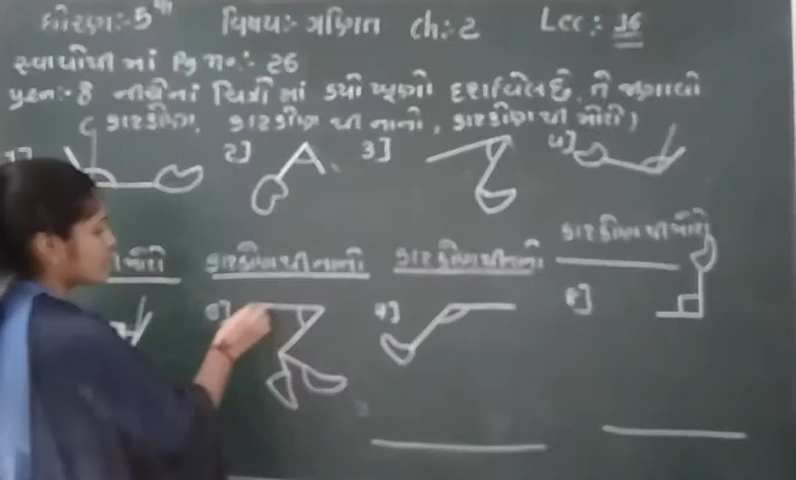 ધોરણ:-5th વિષય:- ગણિત ch:-2 Lec:- 16
સ્વાપોથી માં Pg no:- 26
પ્રશ્ન:-8 નીચેનાં ચિત્રો માં કયો ખૂણો દર્શાવેલ છે, તે જણાવો
( કાટકોણ, કાટકોણ થી નાનો, કાટકોણ થી મોટો)
2] 3] 4]
મોટો કાટકોણ થી નાનો કાટકોણ થી નાનો કાટકોણ થી મોટો
6] 7] 8]